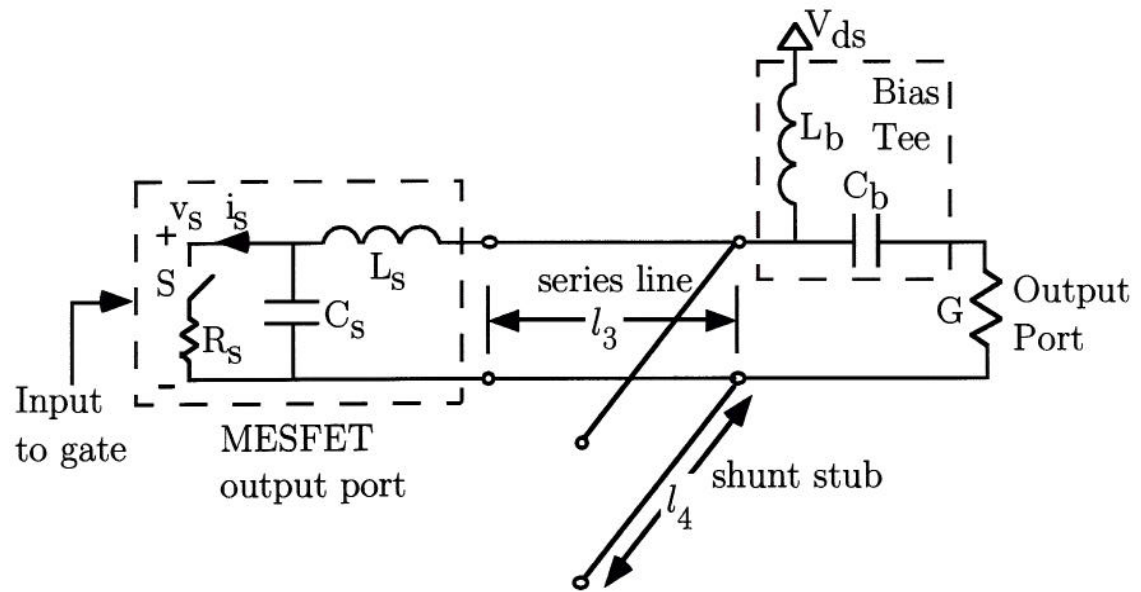 V_ds
Bias
Tee
L_b
C_b
+ v_s i_s
S
L_s
R_s
C_s
-
series line
l_3
G
Output
Port
Input
to gate
MESFET
output port
shunt stub
l_4